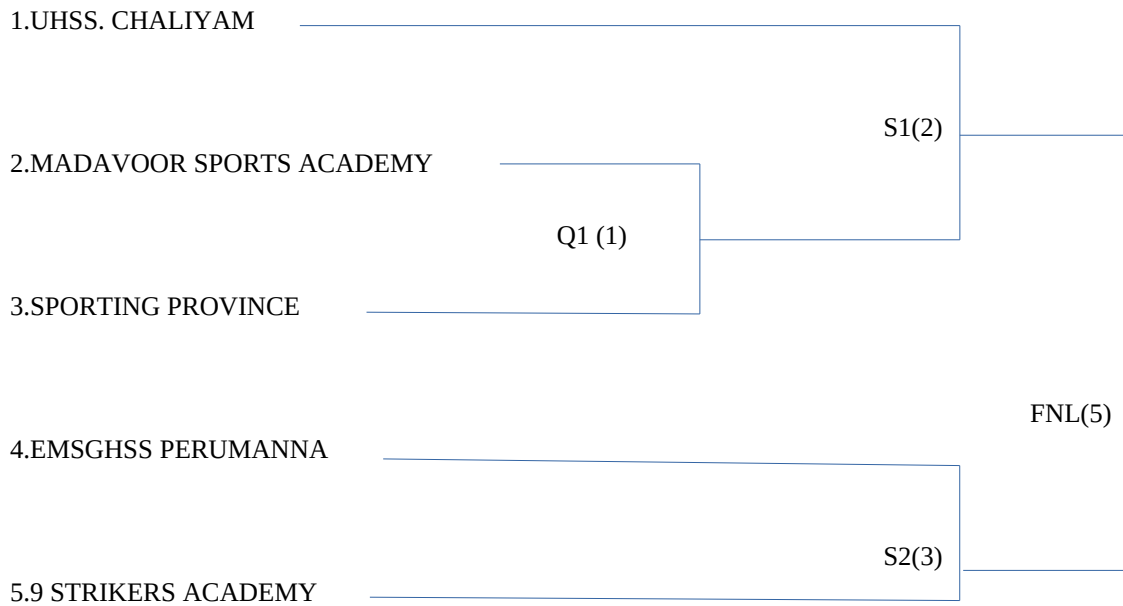 1.UHSS. CHALIYAM
S1(2)
2.MADAVOOR SPORTS ACADEMY
Q1 (1)
3.SPORTING PROVINCE
FNL(5)
4.EMSGHSS PERUMANNA
S2(3)
5.9 STRIKERS ACADEMY